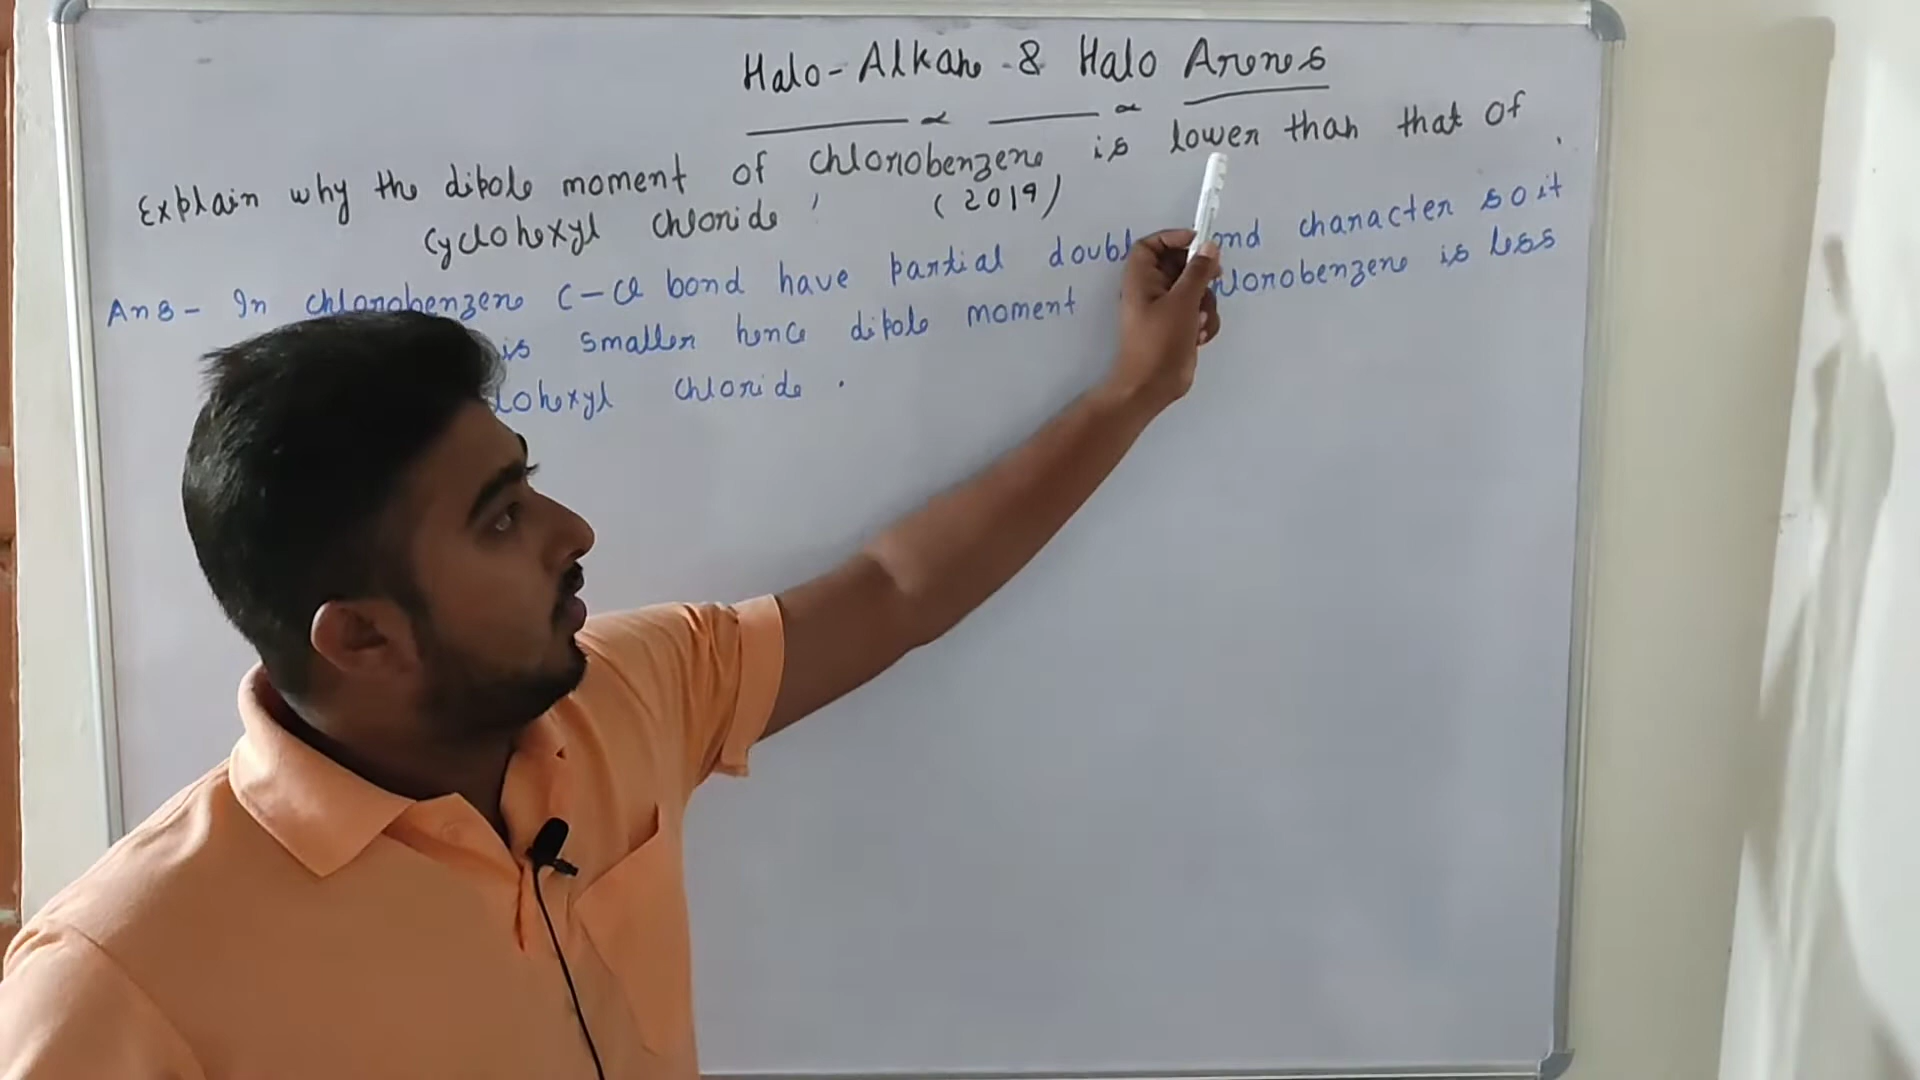 Halo-Alkane & Halo Arenes
Explain why the dipole moment of chlorobenzene is lower than that of
cyclohexyl chloride' (2019)
Ans - In chlorobenzene C-Cl bond have partial double bond character so it
is smaller hence dipole moment chlorobenzene is less
chloride.